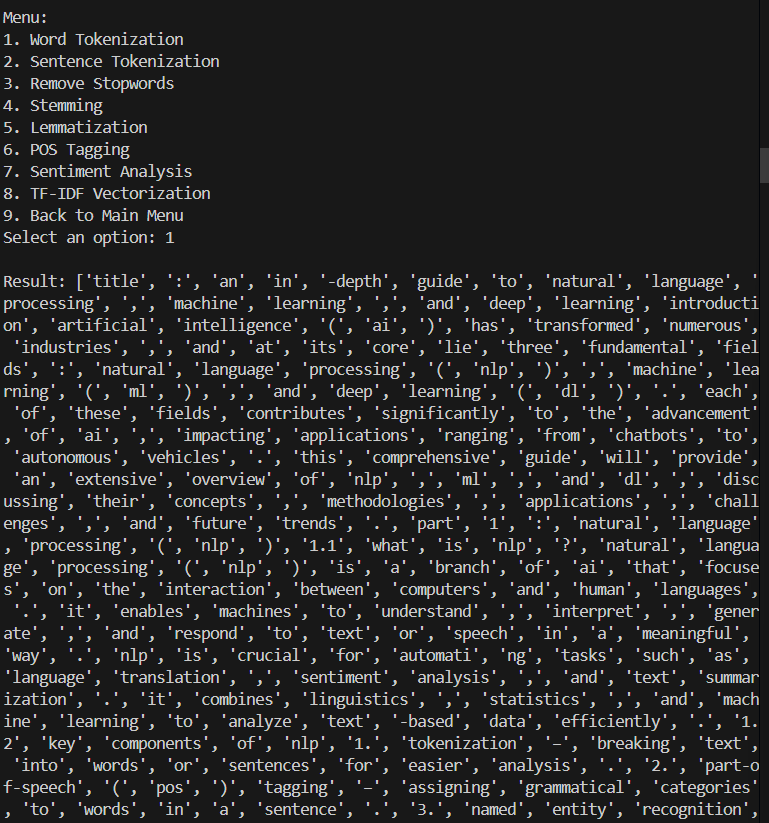 Menu:
1. Word Tokenization
2. Sentence Tokenization
3. Remove Stopwords
4. Stemming
5. Lemmatization
6. POS Tagging
7. Sentiment Analysis
8. TF-IDF Vectorization
9. Back to Main Menu
Select an option: 1
Result: ['title', ':', 'an', 'in', '-depth', 'guide', 'to', 'natural', 'language', '
processing', ',', 'machine', 'learning', ',', 'and', 'deep', 'learning', 'introducti
on', 'artificial', 'intelligence', '(', 'ai', ')', 'has', 'transformed', 'numerous',
'industries', ',', 'and', 'at', 'its', 'core', 'lie', 'three', 'fundamental', 'fiel
ds', ':', 'natural', 'language', 'processing', '(', 'nlp', ')', ',', 'machine', 'lea
rning', '(', 'ml', ')', ',', 'and', 'deep', 'learning', '(', 'dl', ')', '.', 'each',
'of', 'these', 'fields', 'contributes', 'significantly', 'to', 'the', 'advancement'
, 'of', 'ai', ',', 'impacting', 'applications', 'ranging', 'from', 'chatbots', 'to',
'autonomous', 'vehicles', '.', 'this', 'comprehensive', 'guide', 'will', 'provide',
'an', 'extensive', 'overview', 'of', 'nlp', ',', 'ml', ',', 'and', 'dl', ',', 'disc
ussing', 'their', 'concepts', ',', 'methodologies', ',', 'applications', ',', 'chall
enges', ',', 'and', 'future', 'trends', '.', 'part', '1', ':', 'natural', 'language'
, 'processing', '(', 'nlp', ')', '1.1', 'what', 'is', 'nlp', '?', 'natural', 'langua
ge', 'processing', '(', 'nlp', ')', 'is', 'a', 'branch', 'of', 'ai', 'that', 'focuse
s', 'on', 'the', 'interaction', 'between', 'computers', 'and', 'human', 'languages',
'.', 'it', 'enables', 'machines', 'to', 'understand', ',', 'interpret', ',', 'gener
ate', ',', 'and', 'respond', 'to', 'text', 'or', 'speech', 'in', 'a', 'meaningful',
'way', '.', 'nlp', 'is', 'crucial', 'for', 'automati', 'ng', 'tasks', 'such', 'as',
'language', 'translation', ',', 'sentiment', 'analysis', ',', 'and', 'text', 'summar
ization', '.', 'it', 'combines', 'linguistics', ',', 'statistics', ',', 'and', 'mach
ine', 'learning', 'to', 'analyze', 'text', '-based', 'data', 'efficiently', '.', '1.
2', 'key', 'components', 'of', 'nlp', '1.', 'tokenization', '–', 'breaking', 'text',
'into', 'words', 'or', 'sentences', 'for', 'easier', 'analysis', '.', '2.', 'part-o
f-speech', '(', 'pos', ')', 'tagging', '–', 'assigning', 'grammatical', 'categories'
, 'to', 'words', 'in', 'a', 'sentence', '.', '3.', 'named', 'entity', 'recognition',